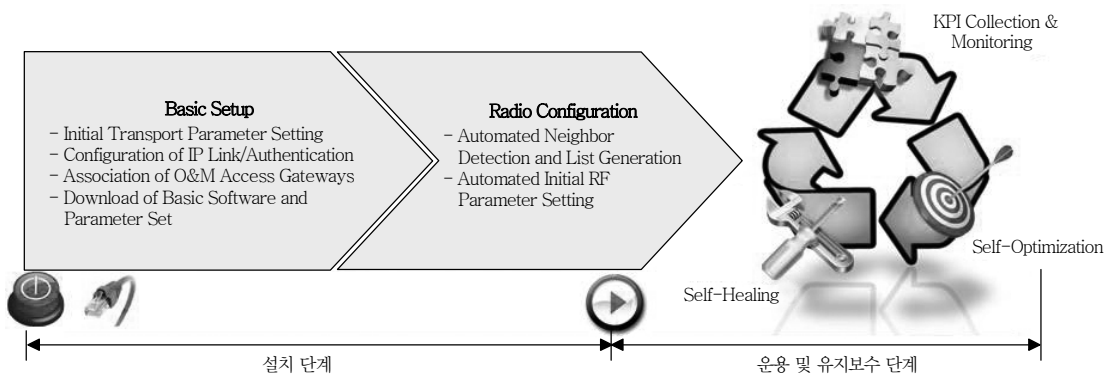 Basic Setup
- Initial Transport Parameter Setting
- Configuration of IP Link/Authentication
- Association of O&M Access Gateways
- Download of Basic Software and
Parameter Set
Radio Configuration
- Automated Neighbor
Detection and List Generation
- Automated Initial RF
Parameter Setting
KPI Collection &
Monitoring
Self-Optimization
Self-Healing
설치 단계
운용 및 유지보수 단계